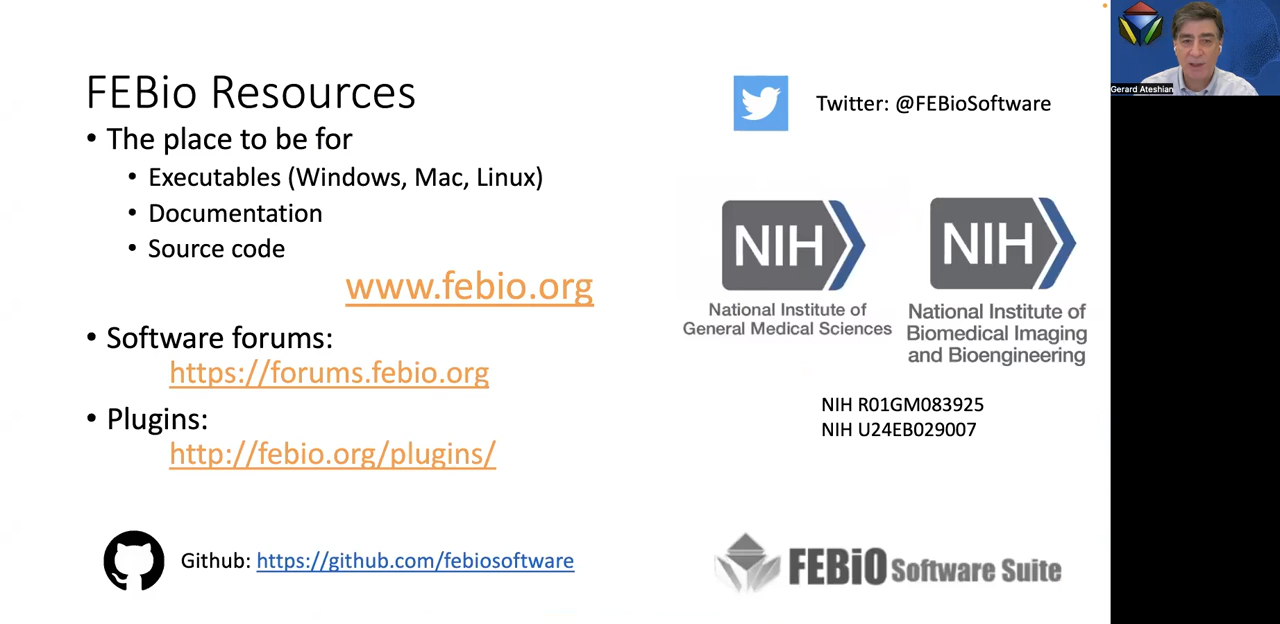 FEBio Resources
• The place to be for
• Executables (Windows, Mac, Linux)
• Documentation
• Source code
www.febio.org
• Software forums:
https://forums.febio.org
• Plugins:
http://febio.org/plugins/
Github: https://github.com/febiosoftware
Twitter: @FEBioSoftware
NIH
National Institute of
General Medical Sciences
NIH
National Institute of
Biomedical Imaging
and Bioengineering
NIH R01GM083925
NIH U24EB029007
FEBiO Software Suite
Gerard Ateshian